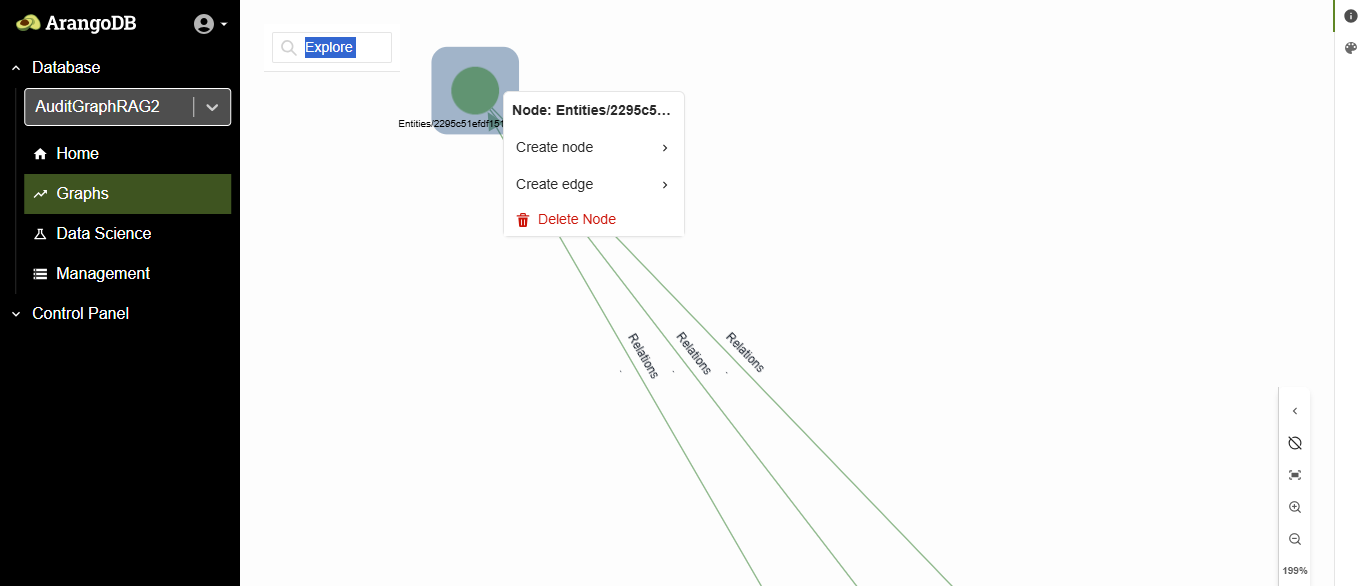 ArangoDB
Database
AuditGraphRAG2
Home
Graphs
Data Science
Management
Control Panel
Explore
Entities/2295c51efdf151
Node: Entities/2295c5...
Create node
Create edge
Delete Node
Relations
Relations
Relations
199%